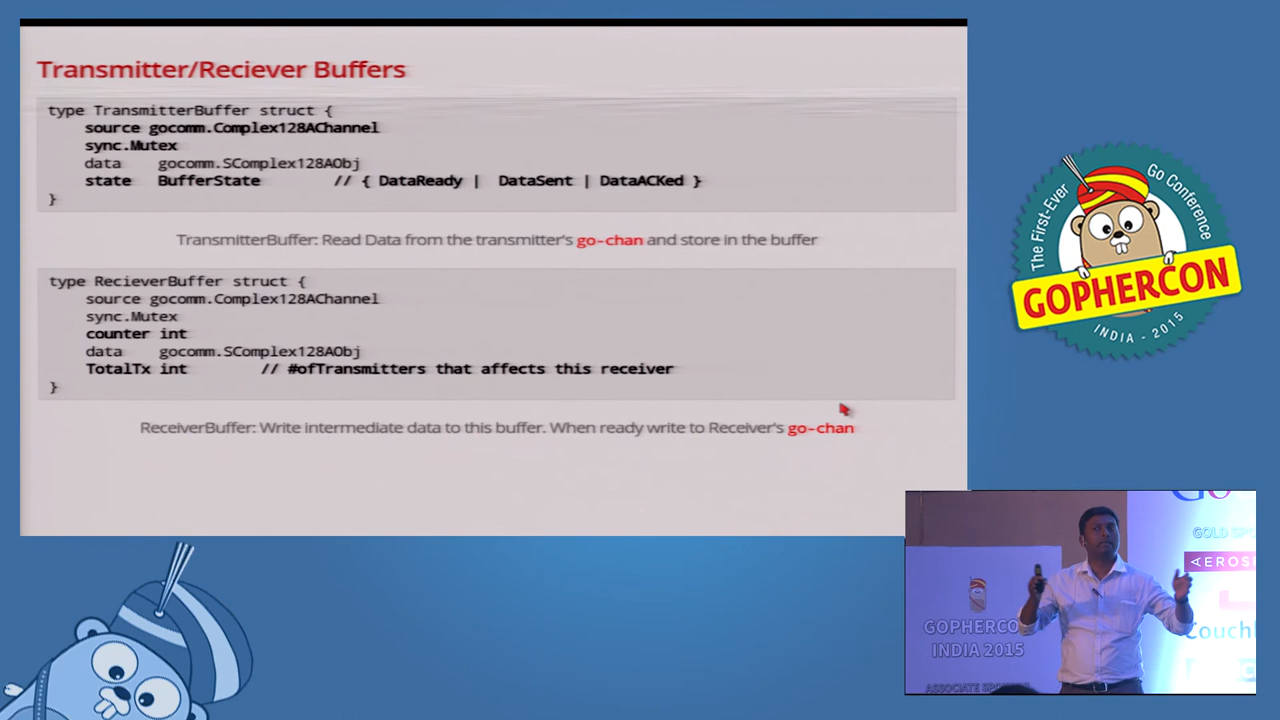 Transmitter/Reciever Buffers
type TransmitterBuffer struct {
source gocomm.Complex128AChannel
sync.Mutex
data gocomm.SComplex128AObj
state BufferState // { DataReady | DataSent | DataACKed }
}
TransmitterBuffer: Read Data from the transmitter's go-chan and store in the buffer
type RecieverBuffer struct {
source gocomm.Complex128AChannel
sync.Mutex
counter int
data gocomm.SComplex128AObj
TotalTx int // #ofTransmitters that affects this receiver
}
ReceiverBuffer: Write intermediate data to this buffer. When ready write to Receiver's go-chan
The First-Ever Go Conference
GOPHERCON
INDIA - 2015
GOLD
AEROS
Couch
GOPHERCO
INDIA 2015
ASSOCIATE